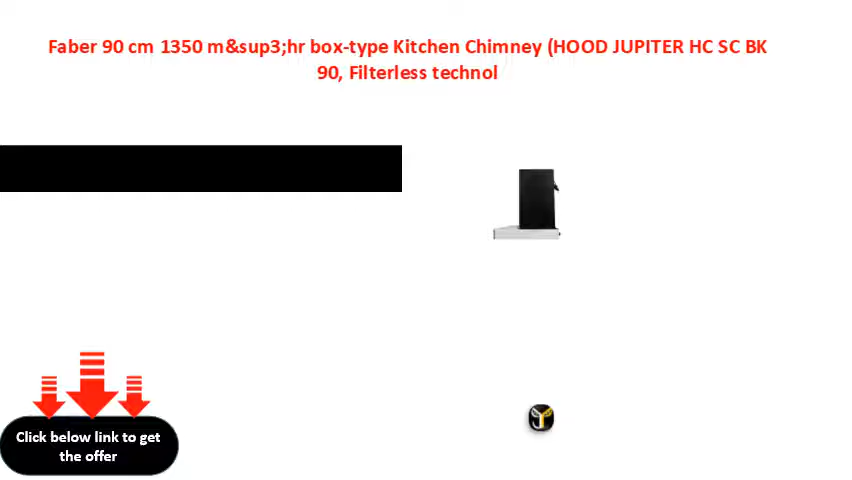 Faber 90 cm 1350 m&sup3;hr box-type Kitchen Chimney (HOOD JUPITER HC SC BK
90, Filterless technol
Click below link to get
the offer